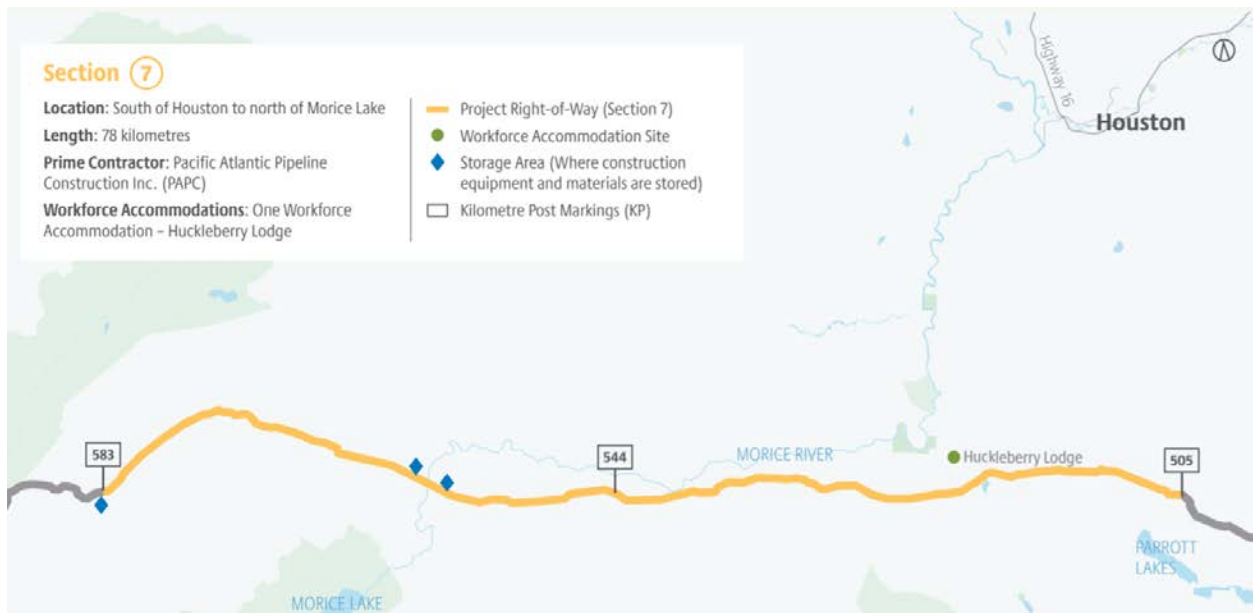 Section 7
Location: South of Houston to north of Morice Lake
Length: 78 kilometres
Prime Contractor: Pacific Atlantic Pipeline
Construction Inc. (PAPC)
Workforce Accommodations: One Workforce
Accommodation – Huckleberry Lodge
Project Right-of-Way (Section 7)
Workforce Accommodation Site
Storage Area (Where construction
equipment and materials are stored)
Kilometre Post Markings (KP)
Highway 16
Houston
583
544
MORICE RIVER
Huckleberry Lodge
505
PARROTT
LAKES
MORICE LAKE